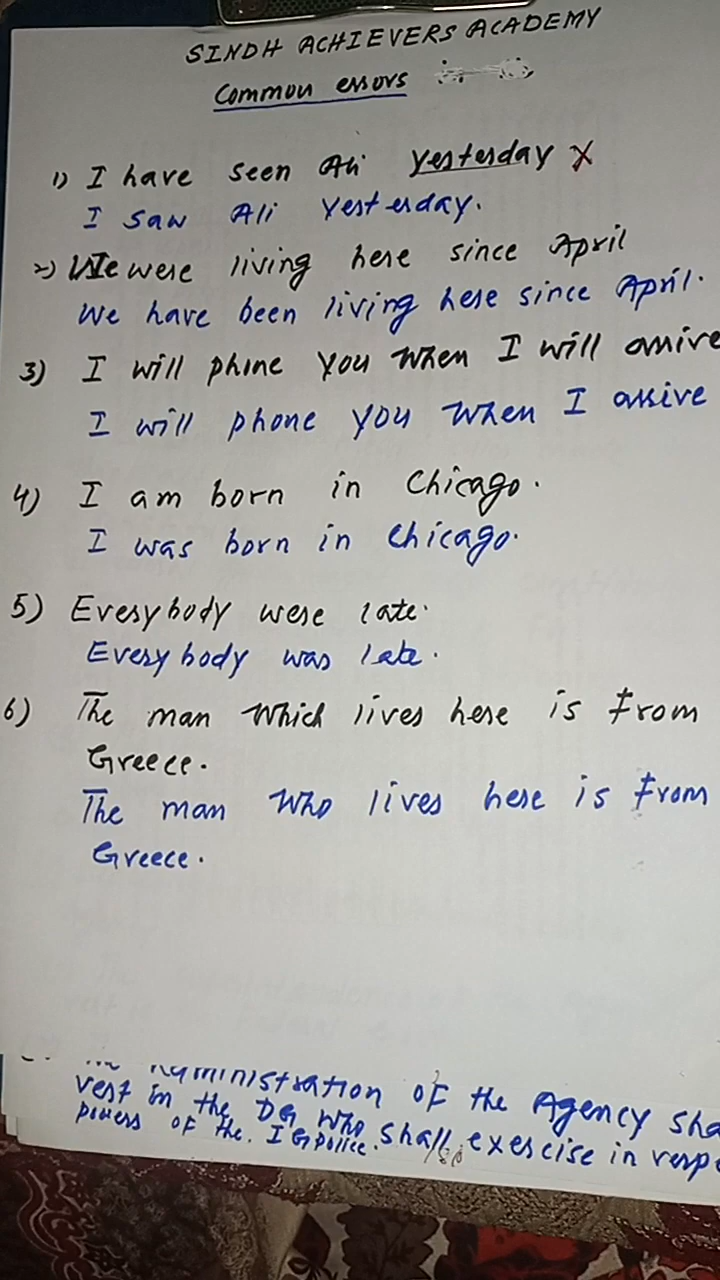 SINDH ACHIEVERS ACADEMY
Common errors :-
1) I have seen Ali yesterday X
I saw Ali yesterday.
2) We were living here since April
We have been living here since April.
3) I will phone you when I will arrive
I will phone you when I arrive
4) I am born in Chicago.
I was born in Chicago.
5) Everybody were late.
Everybody was late.
6) The man which lives here is from
Greece.
The man who lives here is from
Greece.
Administration of the Agency sha
vest in the DG who shall exercise in resp
powers of the. IG police.